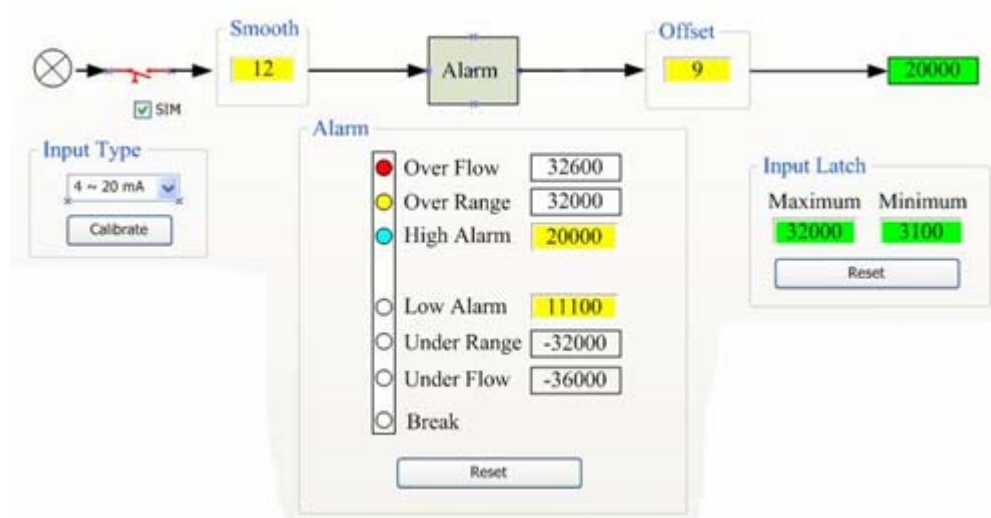 Smooth
12
Alarm
Offset
9
20000
SIM
Input Type
4 ~ 20 mA
Calibrate
Alarm
Over Flow 32600
Over Range 32000
High Alarm 20000
Low Alarm 11100
Under Range -32000
Under Flow -36000
Break
Reset
Input Latch
Maximum Minimum
32000 3100
Reset